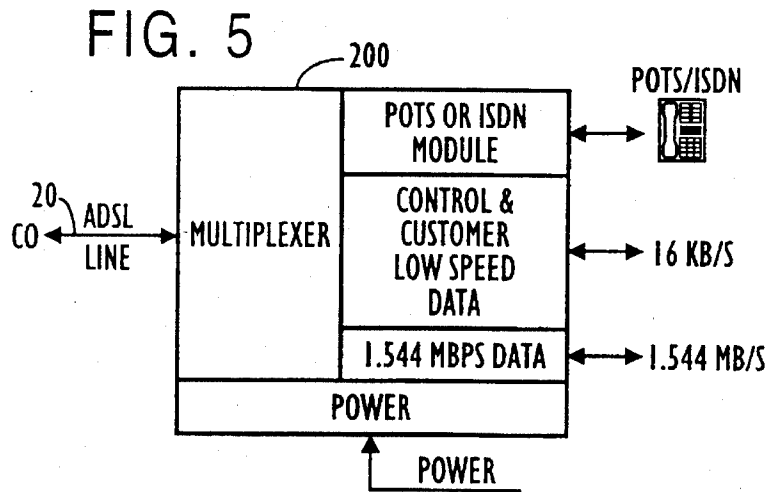 FIG. 5
200
POTS/ISDN
POTS OR ISDN
MODULE
20
ADSL
CO
LINE
MULTIPLEXER
CONTROL &
CUSTOMER
LOW SPEED
DATA
16 KB/S
1.544 MBPS DATA
1.544 MB/S
POWER
POWER